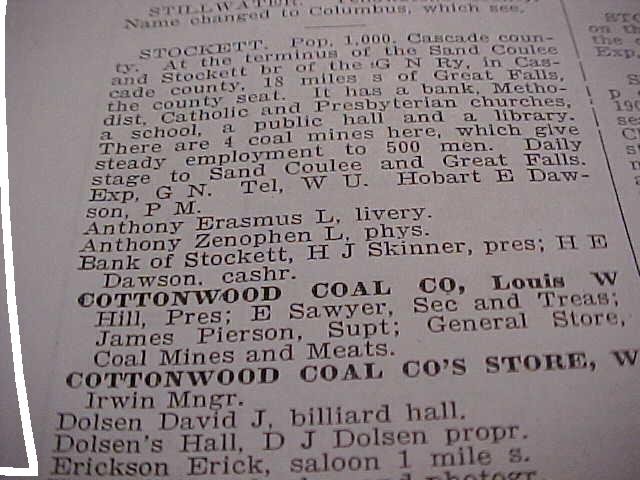 STILLWATER.
Name changed to Columbus, which see.
STOCKETT. Pop, 1,000. Cascade coun-
ty. At the terminus of the Sand Coulee
and Stockett br of the G N Ry, in Cas-
cade county, 18 miles s of Great Falls,
the county seat. It has a bank, Metho-
dist, Catholic and Presbyterian churches,
a school, a public hall and a library.
There are 4 coal mines here, which give
steady employment to 500 men. Daily
stage to Sand Coulee and Great Falls.
Exp, G N. Tel, W U. Hobart E Daw-
son, P M.
Anthony Erasmus L, livery.
Anthony Zenophen L, phys.
Bank of Stockett, H J Skinner, pres; H E
Dawson, cashr.
COTTONWOOD COAL CO, Louis W
Hill, Pres; E Sawyer, Sec and Treas;
James Pierson, Supt; General Store,
Coal Mines and Meats.
COTTONWOOD COAL CO'S STORE, W
Irwin Mngr.
Dolsen David J, billiard hall.
Dolsen's Hall, D J Dolsen propr.
Erickson Erick, saloon 1 mile s.